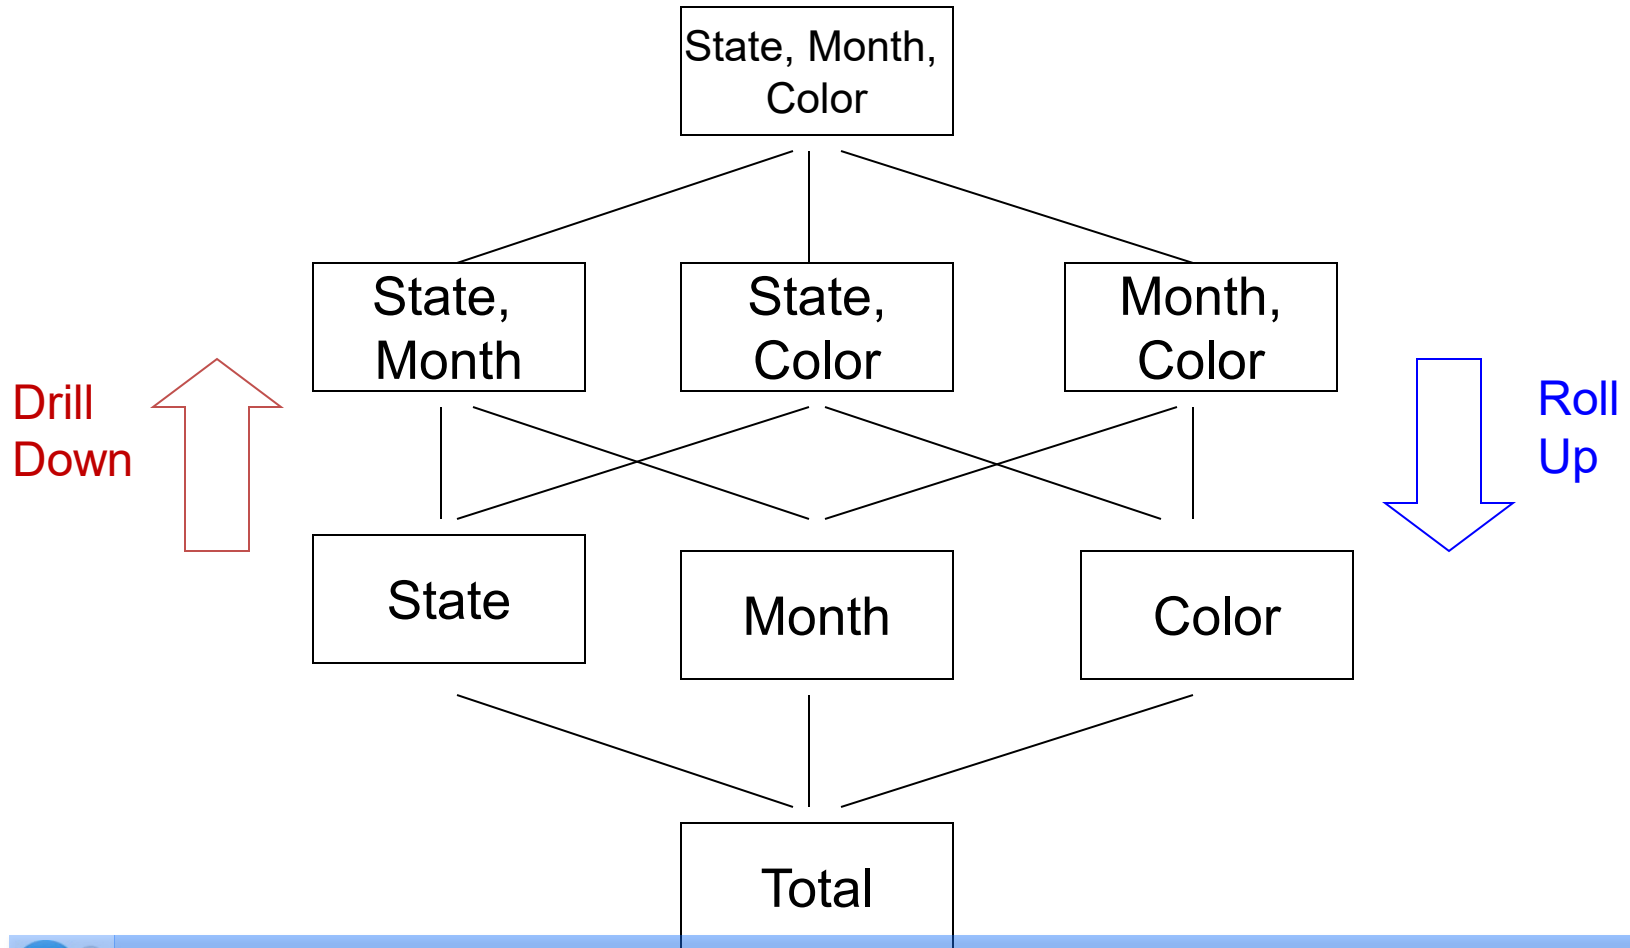 State, Month,
Color
State,
Month
State,
Color
Month,
Color
Drill
Down
Roll
Up
State
Month
Color
Total